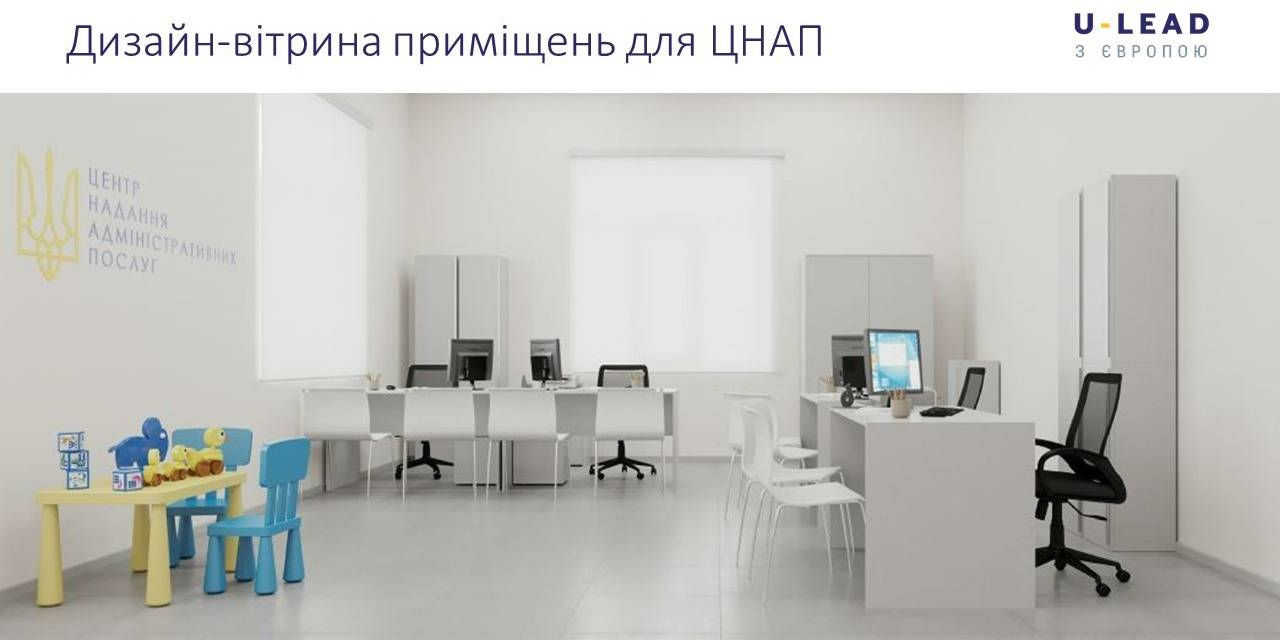 Дизайн-вітрина приміщень для ЦНАП
U-LEAD
З ЄВРОПОЮ
ЦЕНТР
НАДАННЯ
АДМІНІСТРАТИВНИХ
ПОСЛУГ